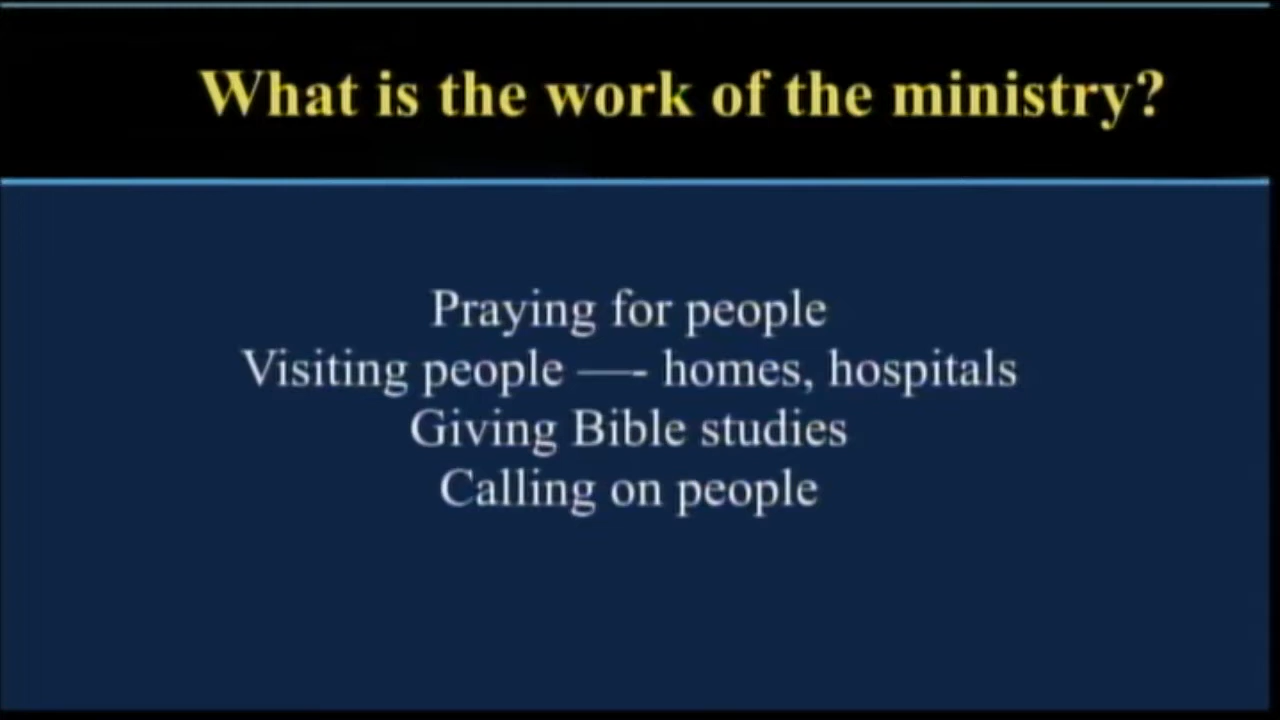 What is the work of the ministry?
Praying for people
Visiting people —- homes, hospitals
Giving Bible studies
Calling on people